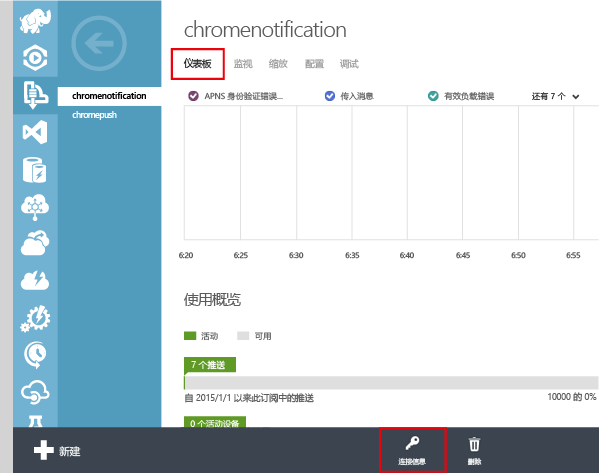 chromenotification
仪表板 监视 缩放 配置 调试
chromenotification
chromepush
APNS 身份验证错误... 传入消息 有效负载错误 还有 7 个
6:20 6:25 6:30 6:35 6:40 6:45 6:50 6:55
使用概览
活动 可用
7 个推送
自 2015/1/1 以来此订阅中的推送 10000 的 0%
0 个活动设备
新建 连接信息 删除